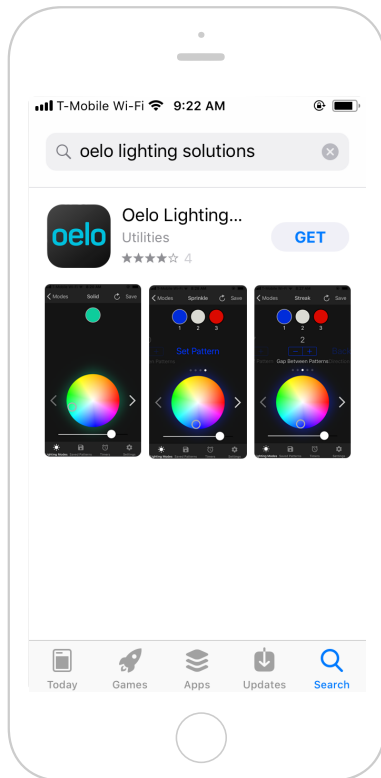 T-Mobile Wi-Fi 9:22 AM
oelo lighting solutions
oelo
Oelo Lighting...
Utilities
4
GET
Modes Solid Save
Modes Sprinkle Save
1 2 3
Set Pattern
Modes Streak Save
1 2 3
2
Gap Between Patterns
Today Games Apps Updates Search